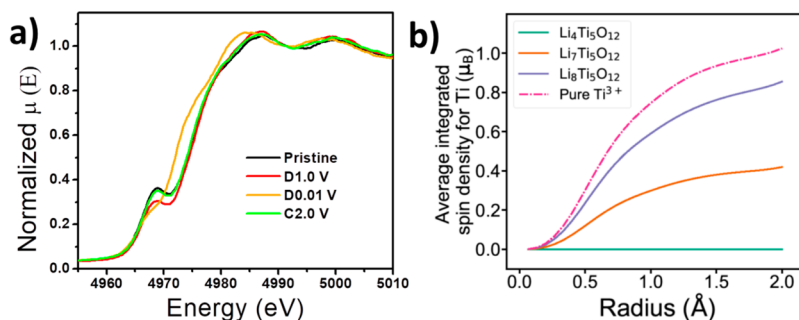 a)
Normalized μ (E)
1.0
0.8
0.6
0.4
0.2
0.0
Pristine
D1.0 V
D0.01 V
C2.0 V
4960 4970 4980 4990 5000 5010
Energy (eV)
b)
Average integrated
spin density for Ti (μ_B)
1.0
0.8
0.6
0.4
0.2
0.0
Li₄Ti₅O₁₂
Li₇Ti₅O₁₂
Li₈Ti₅O₁₂
Pure Ti³⁺
0.0 0.5 1.0 1.5 2.0
Radius (Å)